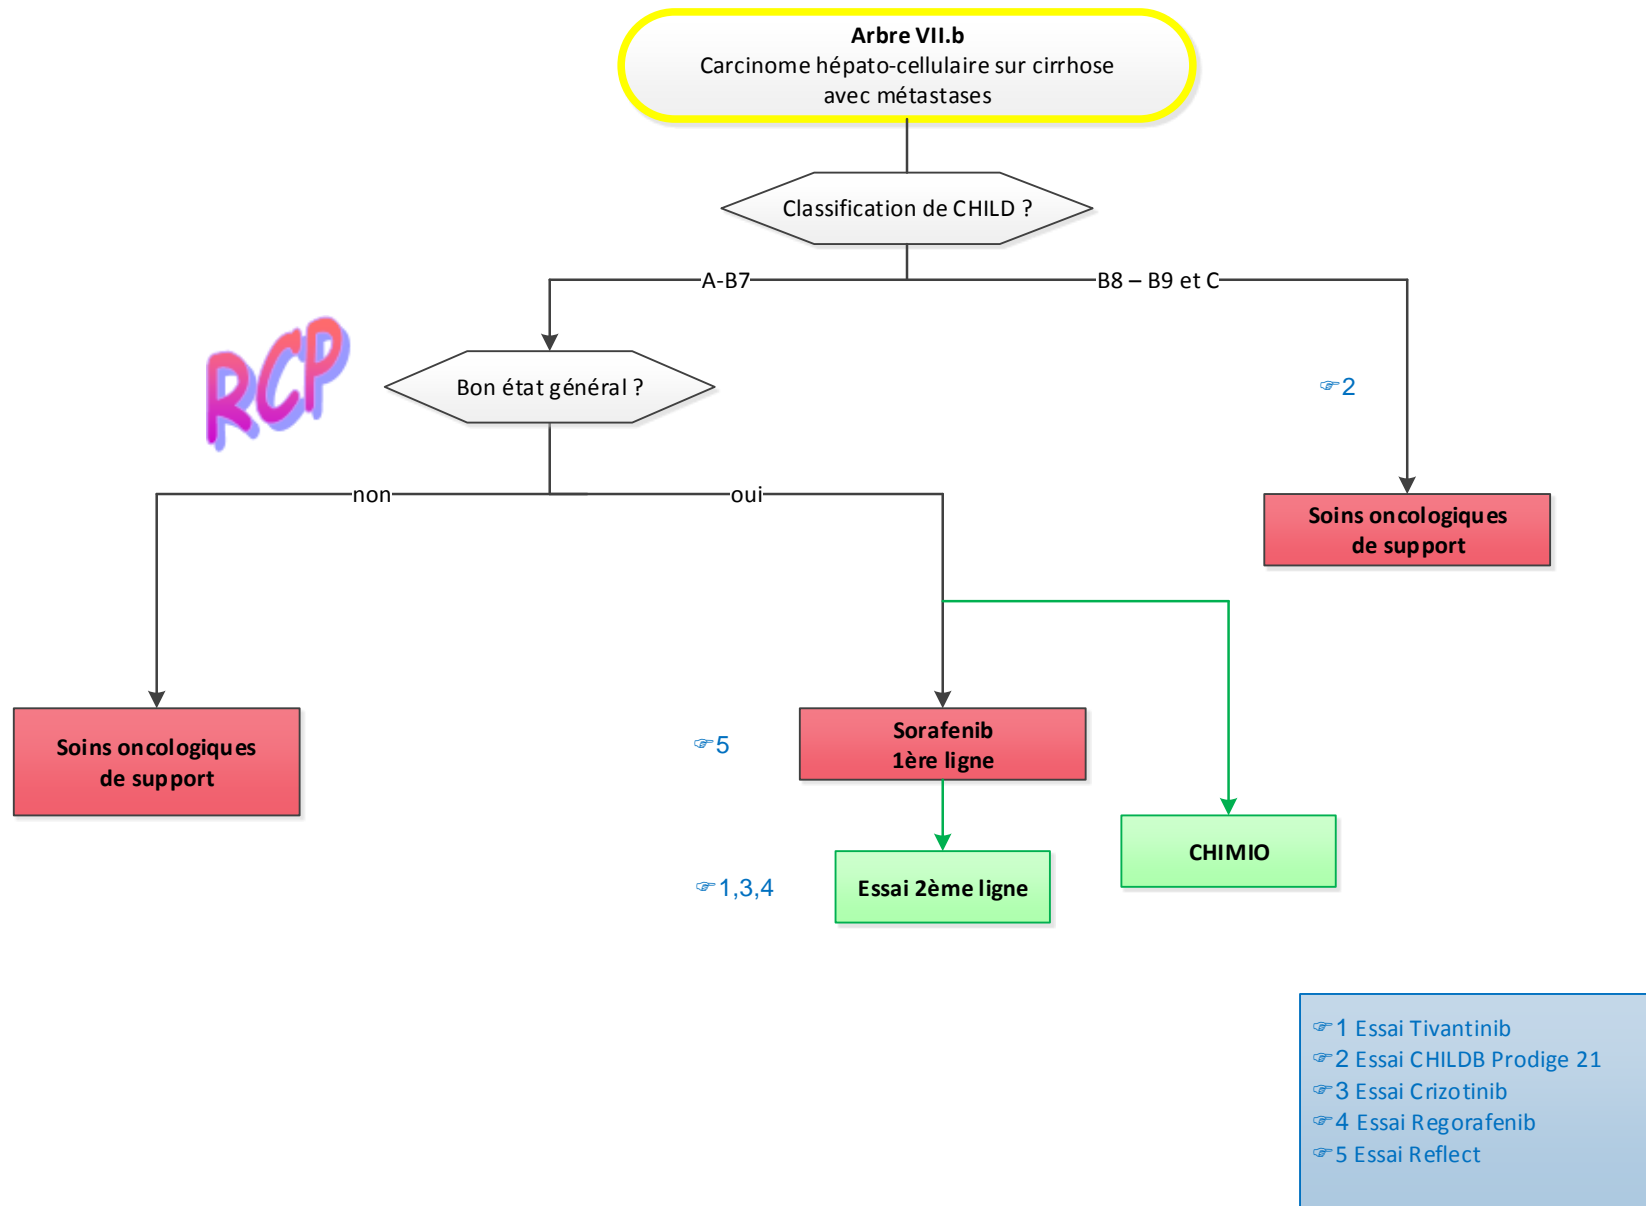 Arbre VII.b
Carcinome hépato-cellulaire sur cirrhose
avec métastases
Classification de CHILD ?
A-B7
B8 – B9 et C
RCP
Bon état général ?
☞2
non
oui
Soins oncologiques
de support
Soins oncologiques
de support
☞5
Sorafenib
1ère ligne
CHIMIO
☞1,3,4
Essai 2ème ligne
☞1 Essai Tivantinib
☞2 Essai CHILDB Prodige 21
☞3 Essai Crizotinib
☞4 Essai Regorafenib
☞5 Essai Reflect